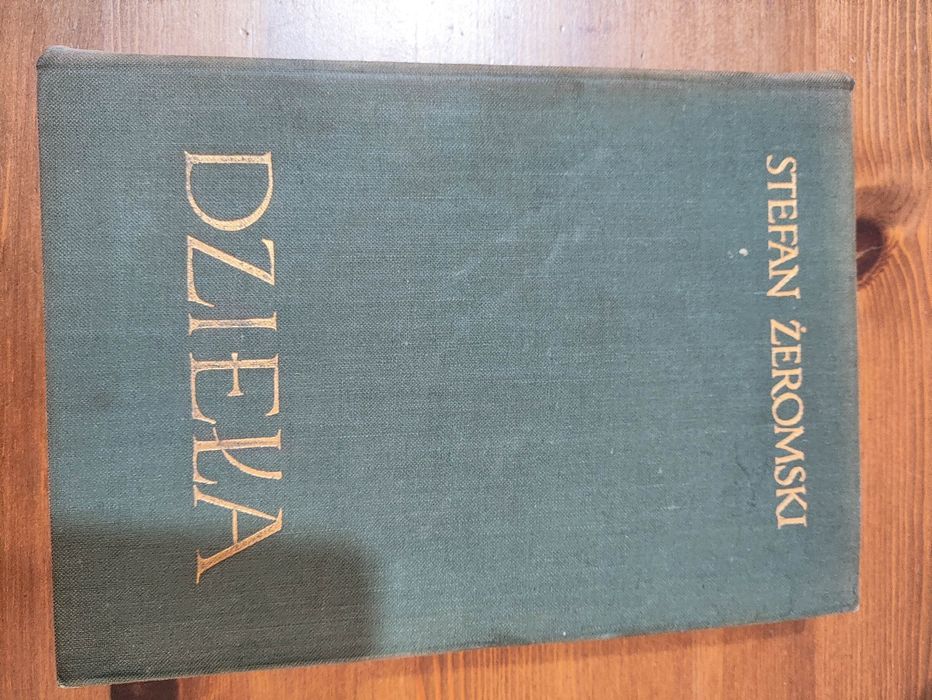 STEFAN ŻEROMSKI
DZIEŁA